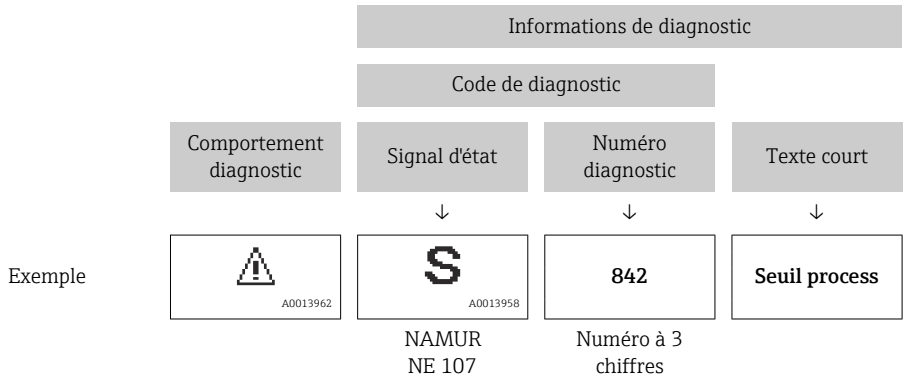 Informations de diagnostic
Code de diagnostic
Comportement
diagnostic
Signal d'état
Numéro
diagnostic
Texte court
↓ ↓ ↓
Exemple
A0013962
S
A0013958
842
Seuil process
NAMUR
NE 107
Numéro à 3
chiffres